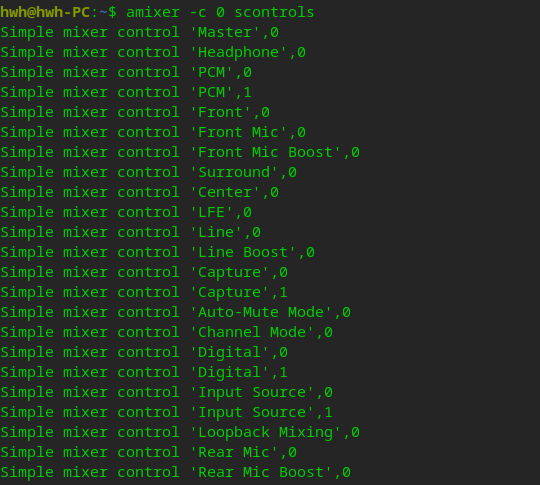 hwh@hwh-PC:~$ amixer -c 0 scontrols
Simple mixer control 'Master',0
Simple mixer control 'Headphone',0
Simple mixer control 'PCM',0
Simple mixer control 'PCM',1
Simple mixer control 'Front',0
Simple mixer control 'Front Mic',0
Simple mixer control 'Front Mic Boost',0
Simple mixer control 'Surround',0
Simple mixer control 'Center',0
Simple mixer control 'LFE',0
Simple mixer control 'Line',0
Simple mixer control 'Line Boost',0
Simple mixer control 'Capture',0
Simple mixer control 'Capture',1
Simple mixer control 'Auto-Mute Mode',0
Simple mixer control 'Channel Mode',0
Simple mixer control 'Digital',0
Simple mixer control 'Digital',1
Simple mixer control 'Input Source',0
Simple mixer control 'Input Source',1
Simple mixer control 'Loopback Mixing',0
Simple mixer control 'Rear Mic',0
Simple mixer control 'Rear Mic Boost',0